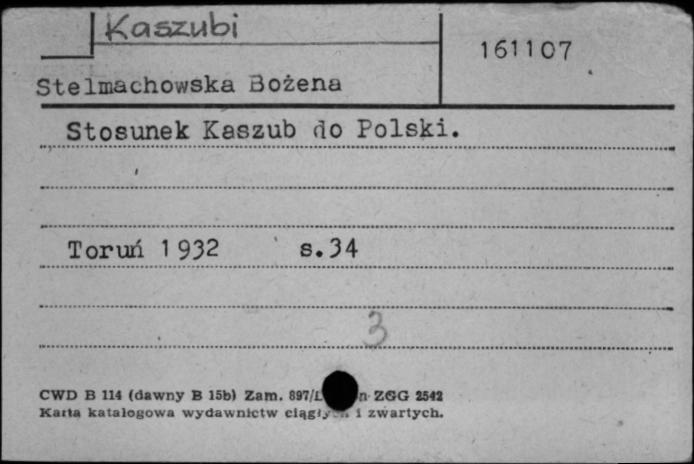 Kaszubi
161107
Stelmachowska Bożena
Stosunek Kaszub do Polski.
Toruń 1932 s.34
3
CWD B 114 (dawny B 15b) Zam. 897/L n ZGG 2542
Karta katalogowa wydawnictw i zwartych.